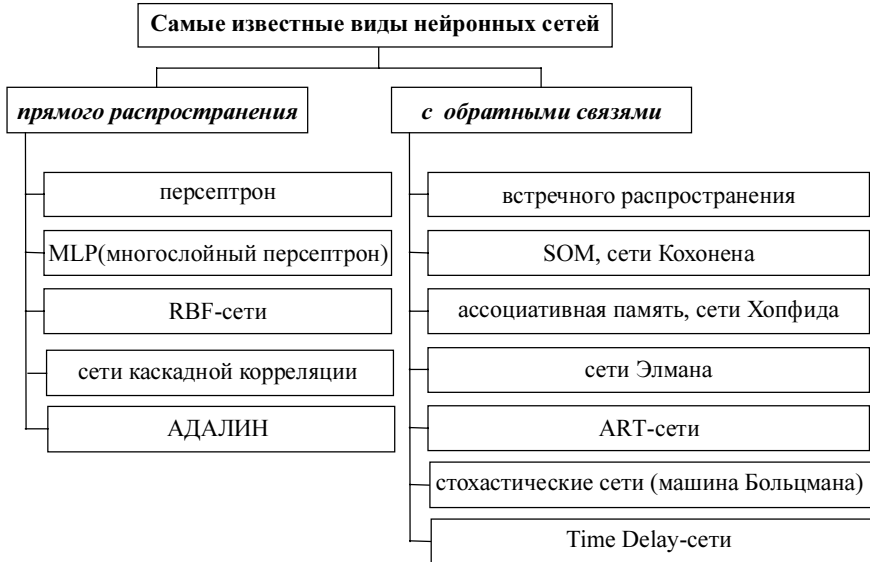 Самые известные виды нейронных сетей
прямого распространения
с обратными связями
персептрон
MLP(многослойный персептрон)
RBF-сети
сети каскадной корреляции
АДАЛИН
встречного распространения
SOM, сети Кохонена
ассоциативная память, сети Хопфида
сети Элмана
ART-сети
стохастические сети (машина Больцмана)
Time Delay-сети